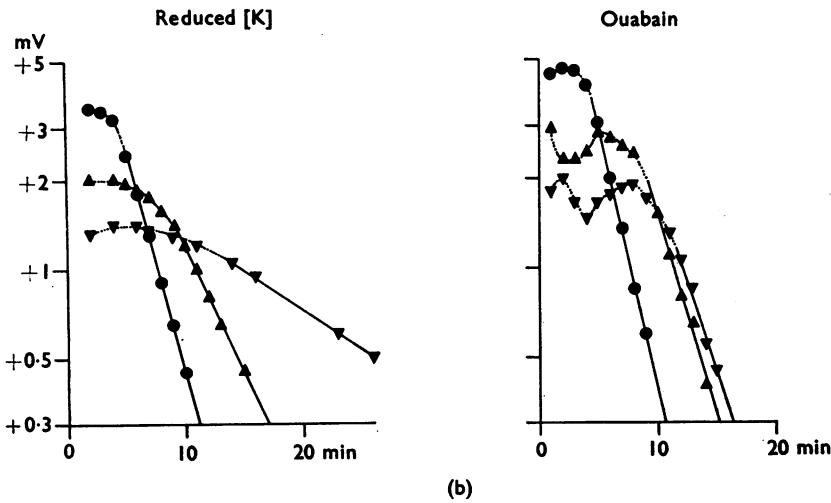 Reduced [K]
Ouabain
mV
+5
+3
+2
+1
+0·5
+0·3
0
10
20 min
0
10
20 min
(b)